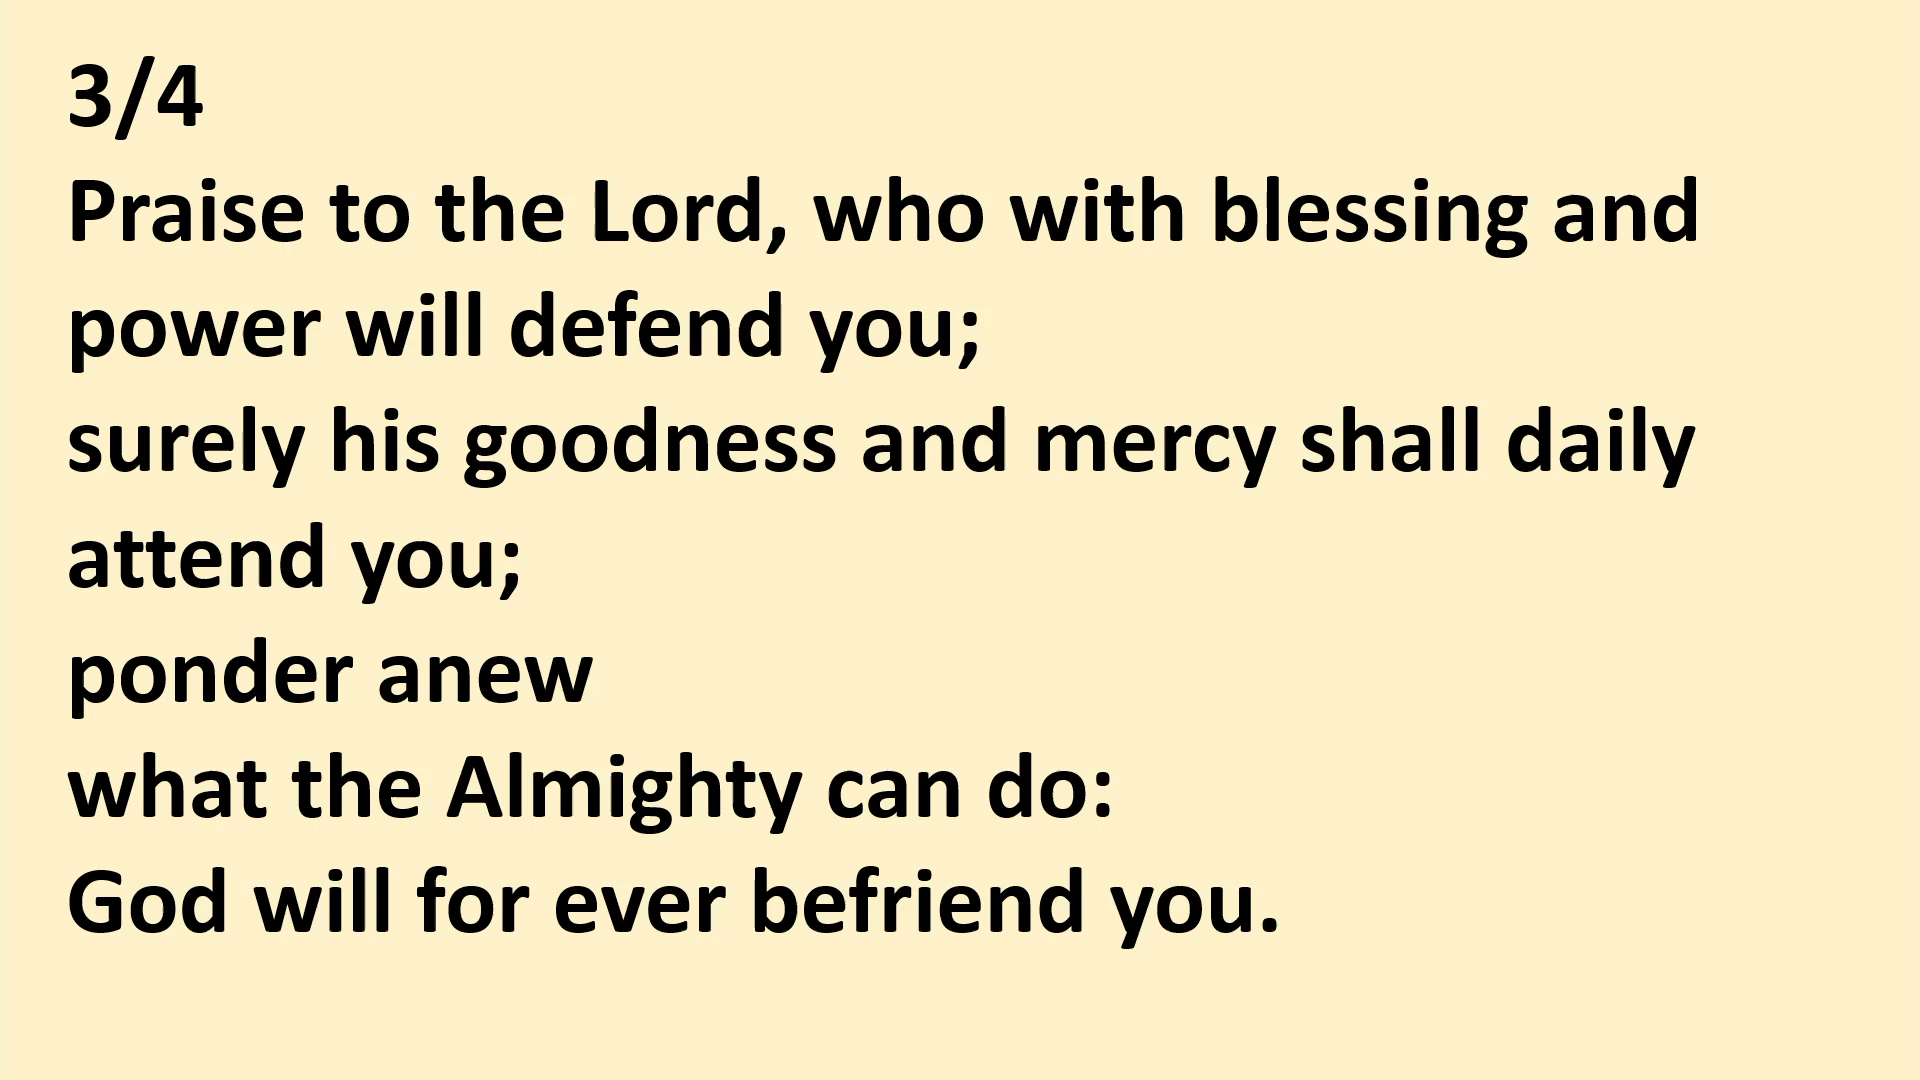 3/4
Praise to the Lord, who with blessing and
power will defend you;
surely his goodness and mercy shall daily
attend you;
ponder anew
what the Almighty can do:
God will for ever befriend you.